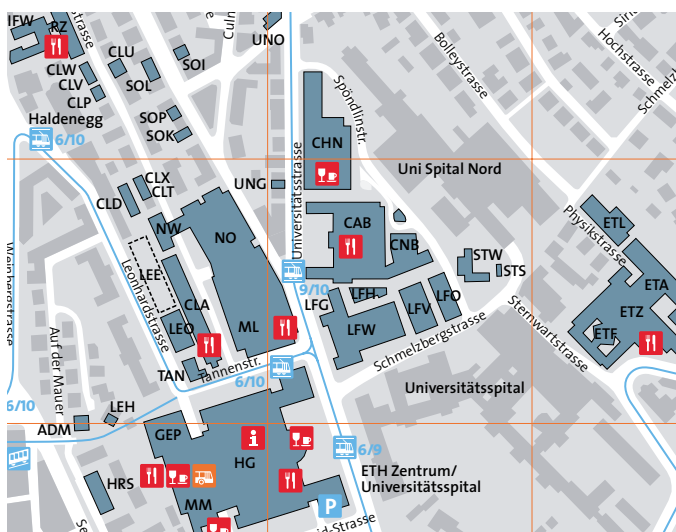 IFW
RZ
CLW
CLV
CLP
CLU
SOL
SOI
UNO
SOP
SOK
Haldenegg
6/10
CHN
Spöndlinstr.
Bolleystrasse
Hochstrasse
Uni Spital Nord
UNG
Universitätsstrasse
CLX
CLT
CLD
NW
NO
CAB
CNB
STW
STS
ETL
Physikstrasse
ETA
ETZ
ETF
LEE
CLA
LEO
Leonhardstrasse
Weinbergstrasse
9/10
LFG
LFH
LFW
LFV
LFO
ML
Schmelzbergstrasse
Sternwartstrasse
TAN
Tannenstr.
6/10
Universitätsspital
Auf der Mauer
6/10
ADM
LEH
GEP
i
HG
6/9
HRS
MM
ETH Zentrum/
Universitätsspital
P